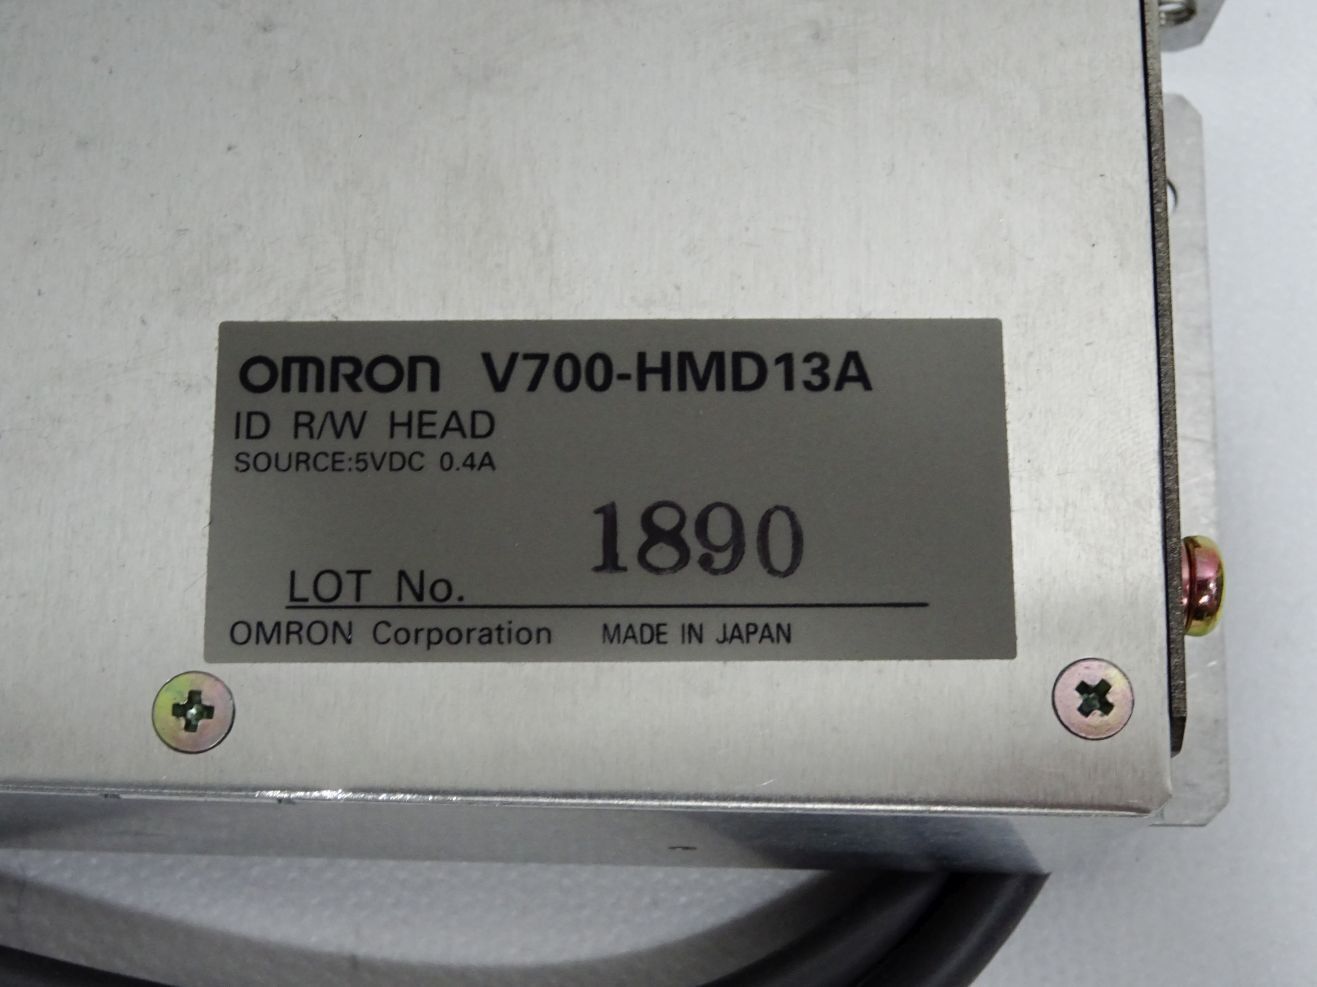 OMRON V700-HMD13A
ID R/W HEAD
SOURCE:5VDC 0.4A
LOT No. 1890
OMRON Corporation MADE IN JAPAN